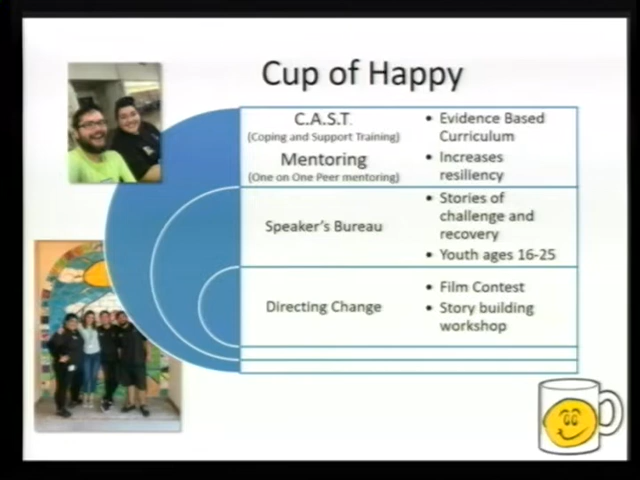 Cup of Happy
C.A.S.T.
(Coping and Support Training)
Mentoring
(One on One Peer mentoring)
• Evidence Based
Curriculum
• Increases
resiliency
Speaker's Bureau
• Stories of
challenge and
recovery
• Youth ages 16-25
Directing Change
• Film Contest
• Story building
workshop